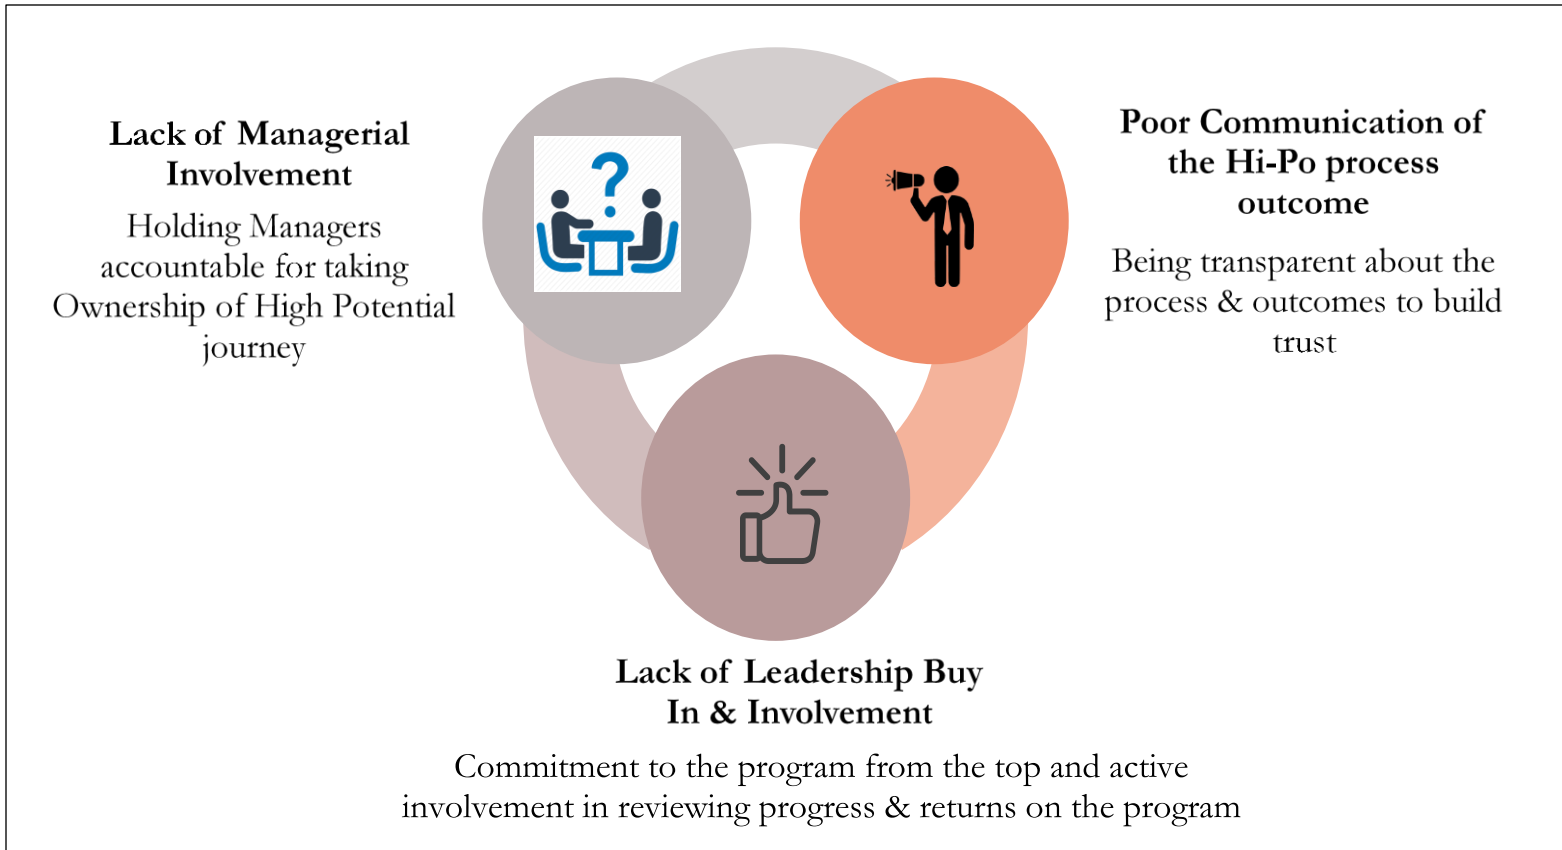 Lack of Managerial
Involvement
Holding Managers
accountable for taking
Ownership of High Potential
journey
Poor Communication of
the Hi-Po process
outcome
Being transparent about the
process & outcomes to build
trust
?
Lack of Leadership Buy
In & Involvement
Commitment to the program from the top and active
involvement in reviewing progress & returns on the program